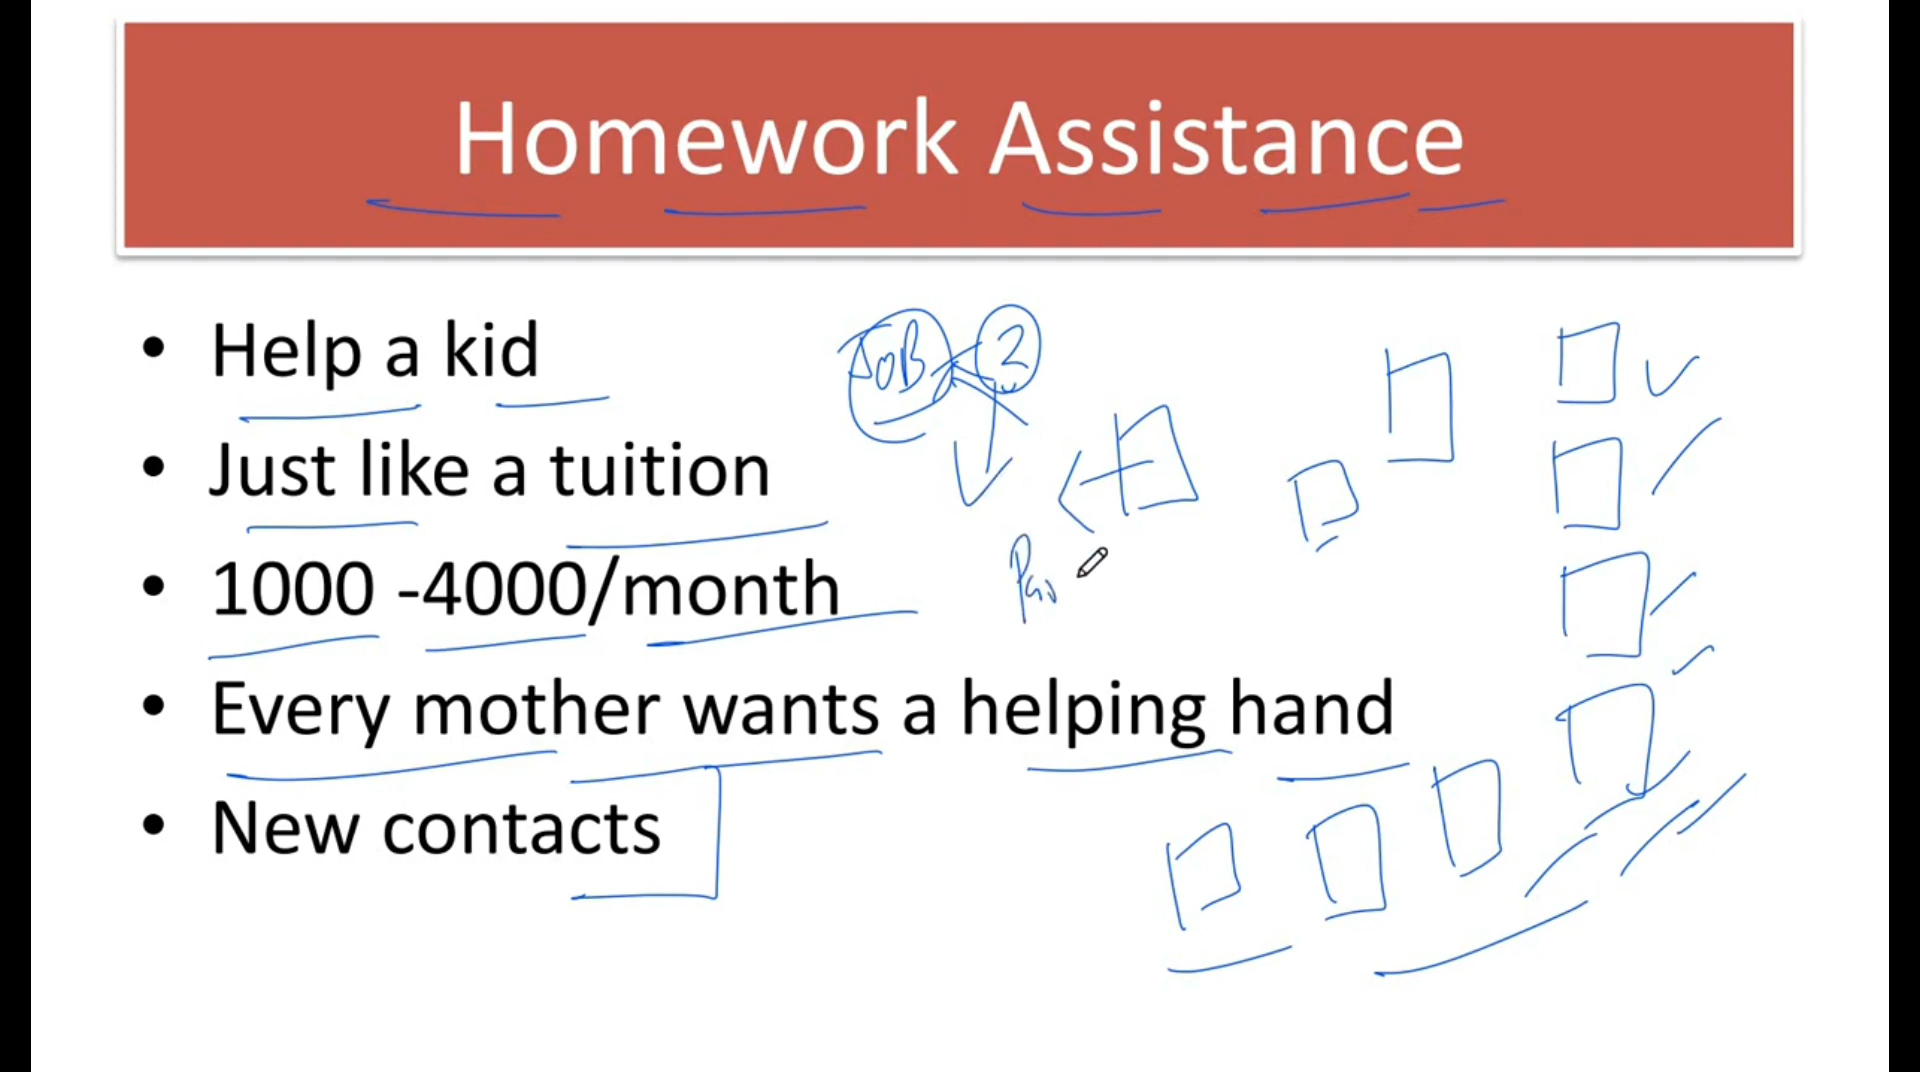 Homework Assistance
• Help a kid
JOB 2
• Just like a tuition
• 1000 -4000/month
• Every mother wants a helping hand
• New contacts